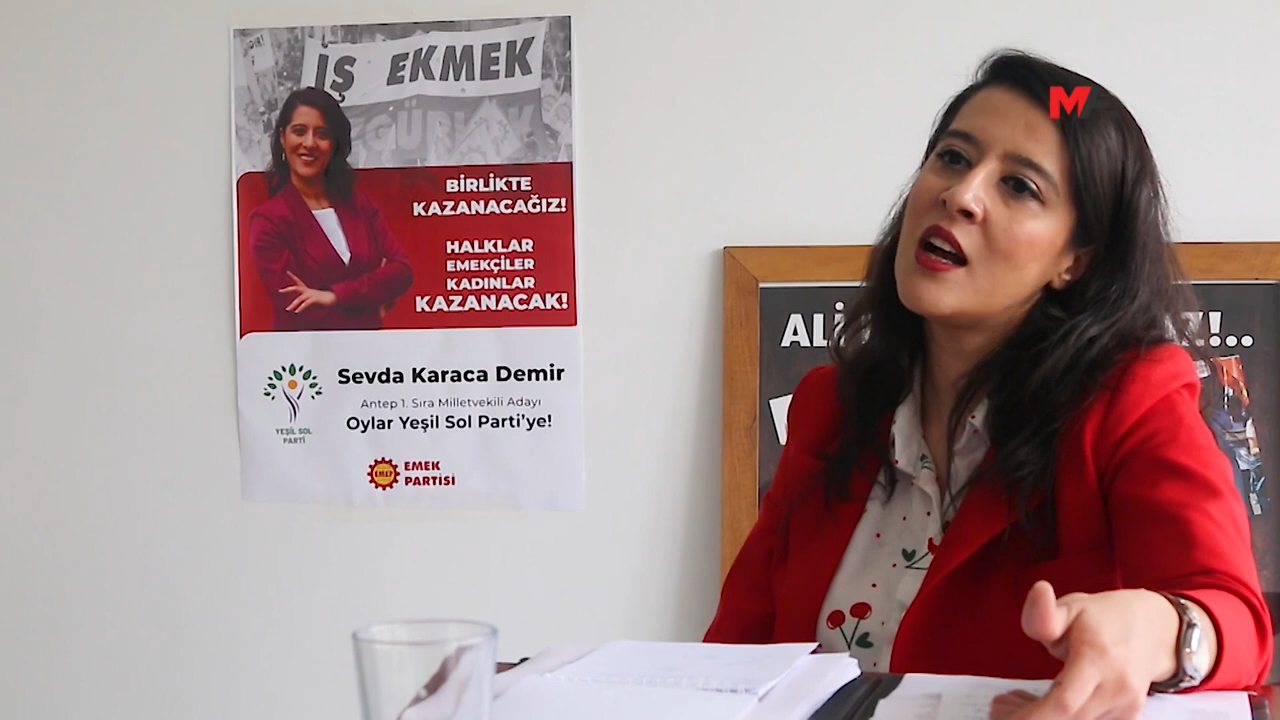 İŞ EKMEK
BİRLİKTE
KAZANACAĞIZ!
HALKLAR
EMEKÇİLER
KADINLAR
KAZANACAK!
Sevda Karaca Demir
Antep 1. Sıra Milletvekili Adayı
Oylar Yeşil Sol Parti'ye!
YEŞİL SOL
PARTİ
EMEP
EMEK
PARTİSİ
M